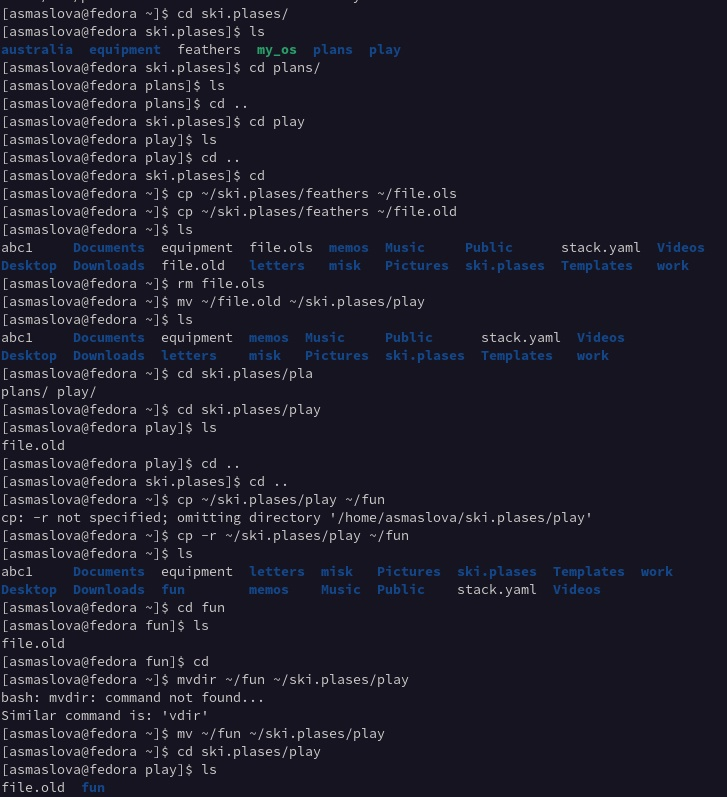 [asmaslova@fedora ~]$ cd ski.plases/
[asmaslova@fedora ski.plases]$ ls
australia  equipment  feathers  my_os  plans  play
[asmaslova@fedora ski.plases]$ cd plans/
[asmaslova@fedora plans]$ ls
[asmaslova@fedora plans]$ cd ..
[asmaslova@fedora ski.plases]$ cd play
[asmaslova@fedora play]$ ls
[asmaslova@fedora play]$ cd ..
[asmaslova@fedora ski.plases]$ cd
[asmaslova@fedora ~]$ cp ~/ski.plases/feathers ~/file.ols
[asmaslova@fedora ~]$ cp ~/ski.plases/feathers ~/file.old
[asmaslova@fedora ~]$ ls
abc1     Documents  equipment  file.ols  memos  Music     Public      stack.yaml  Videos
Desktop  Downloads  file.old   letters   misk   Pictures  ski.plases  Templates   work
[asmaslova@fedora ~]$ rm file.ols
[asmaslova@fedora ~]$ mv ~/file.old ~/ski.plases/play
[asmaslova@fedora ~]$ ls
abc1     Documents  equipment  memos  Music     Public      stack.yaml  Videos
Desktop  Downloads  letters    misk   Pictures  ski.plases  Templates   work
[asmaslova@fedora ~]$ cd ski.plases/pla
plans/ play/
[asmaslova@fedora ~]$ cd ski.plases/play
[asmaslova@fedora play]$ ls
file.old
[asmaslova@fedora play]$ cd ..
[asmaslova@fedora ski.plases]$ cd ..
[asmaslova@fedora ~]$ cp ~/ski.plases/play ~/fun
cp: -r not specified; omitting directory '/home/asmaslova/ski.plases/play'
[asmaslova@fedora ~]$ cp -r ~/ski.plases/play ~/fun
[asmaslova@fedora ~]$ ls
abc1     Documents  equipment  letters  misk   Pictures  ski.plases  Templates  work
Desktop  Downloads  fun        memos    Music  Public    stack.yaml  Videos
[asmaslova@fedora ~]$ cd fun
[asmaslova@fedora fun]$ ls
file.old
[asmaslova@fedora fun]$ cd
[asmaslova@fedora ~]$ mvdir ~/fun ~/ski.plases/play
bash: mvdir: command not found...
Similar command is: 'vdir'
[asmaslova@fedora ~]$ mv ~/fun ~/ski.plases/play
[asmaslova@fedora ~]$ cd ski.plases/play
[asmaslova@fedora play]$ ls
file.old  fun